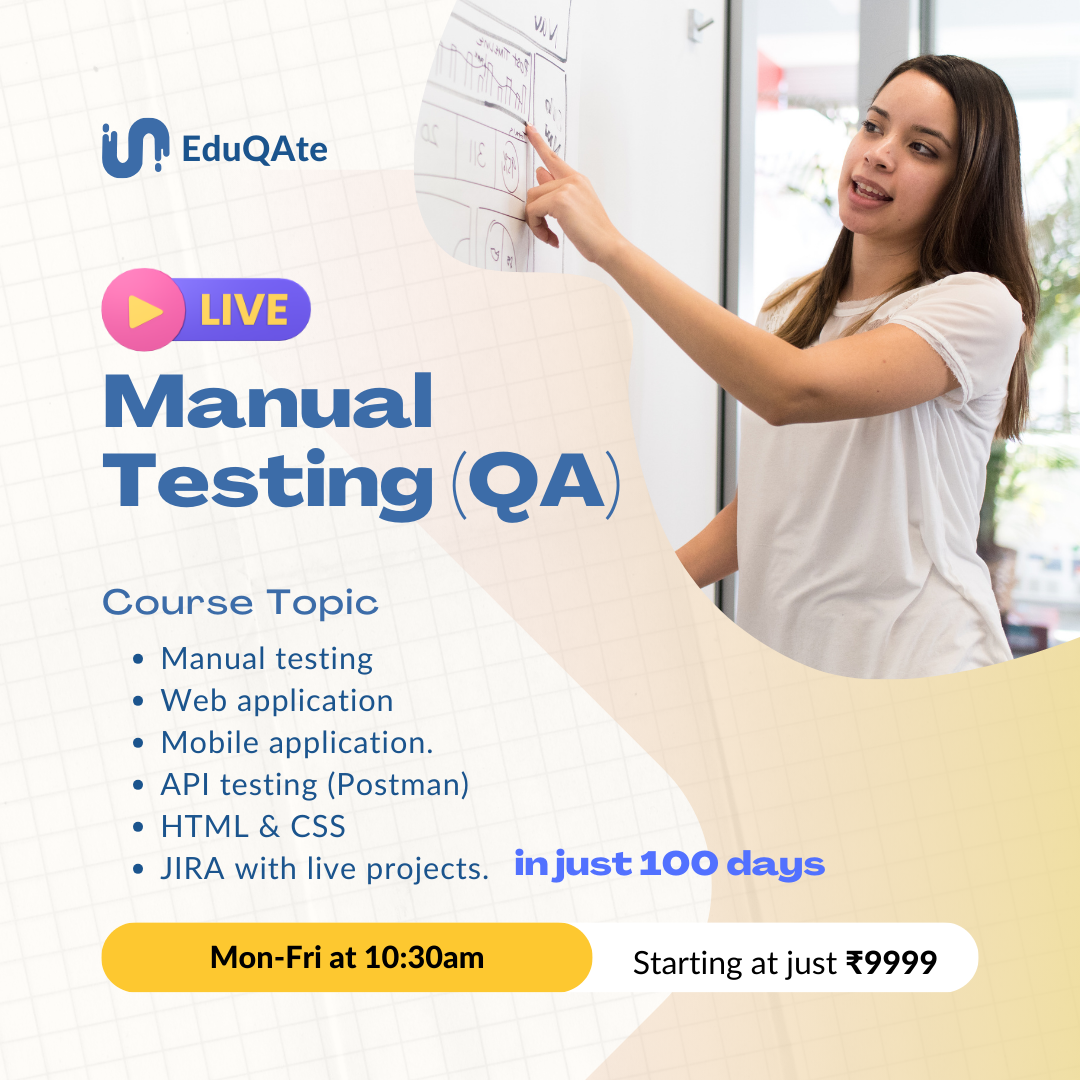 EduQAte
LIVE
Manual
Testing (QA)
Course Topic
• Manual testing
• Web application
• Mobile application.
• API testing (Postman)
• HTML & CSS
• JIRA with live projects.
in just 100 days
Mon-Fri at 10:30am
Starting at just ₹9999